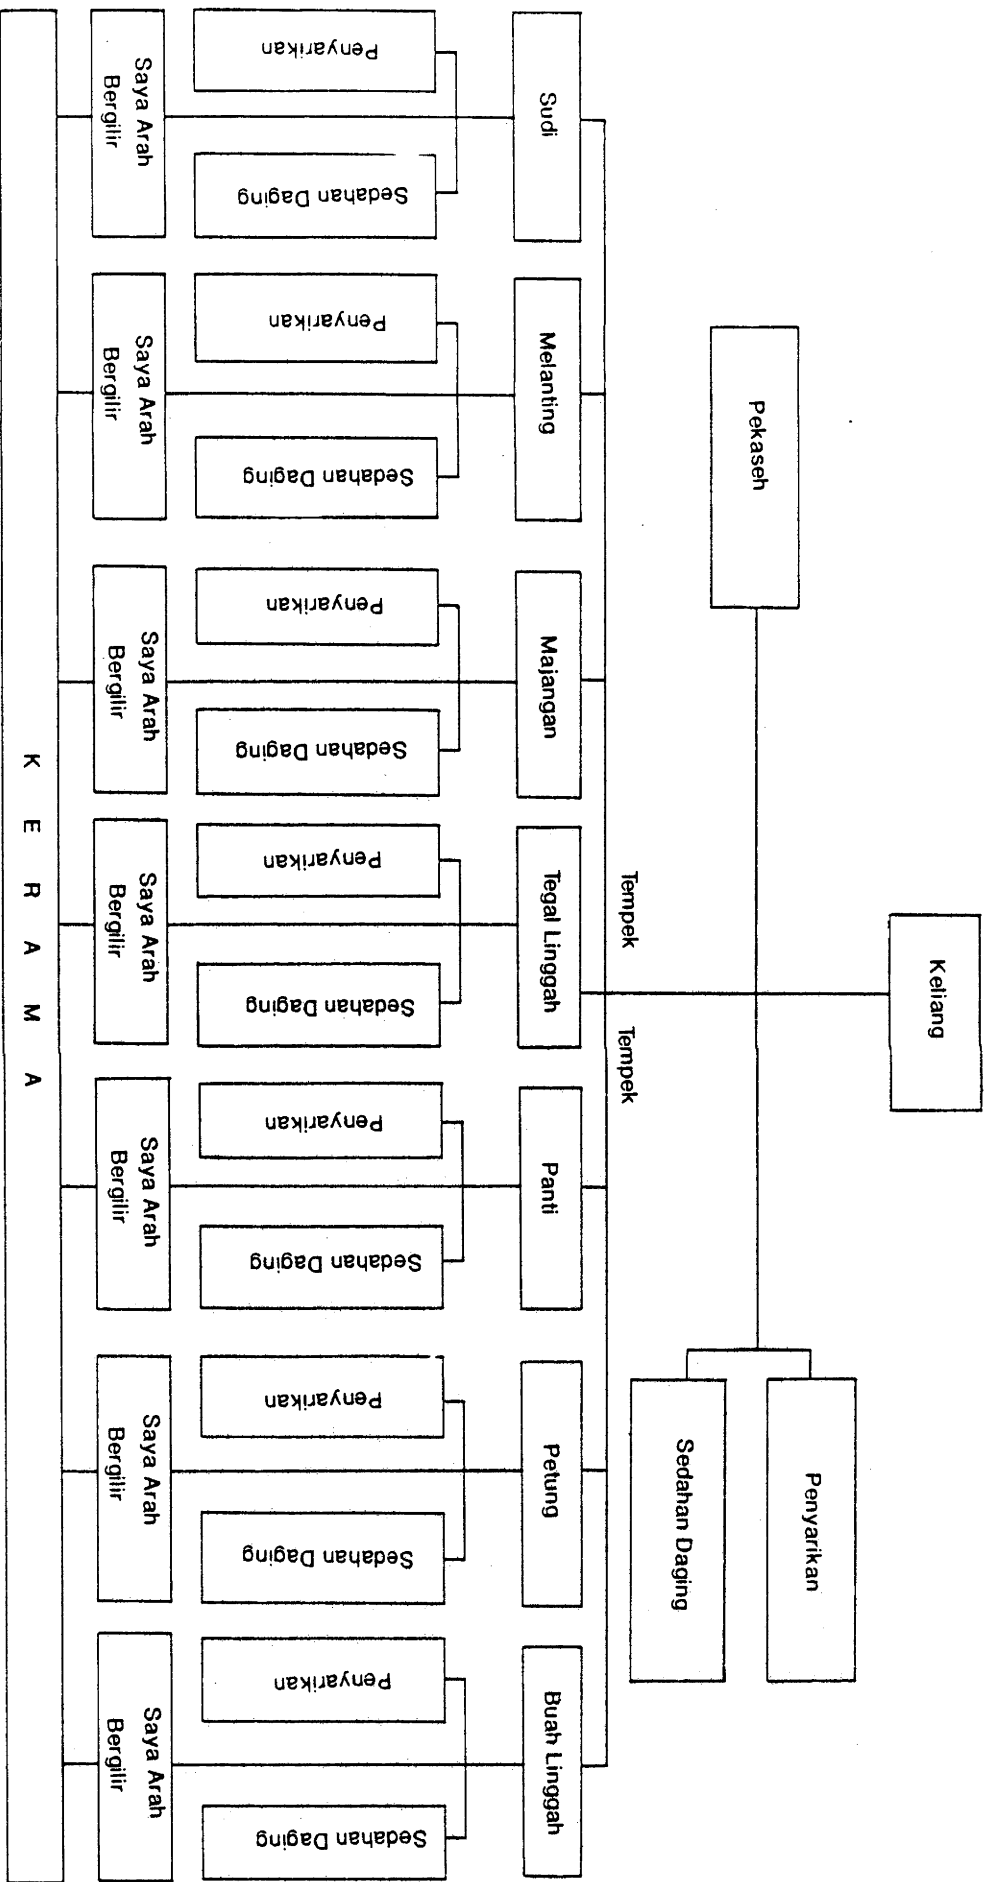 Keliang
Pekaseh
Penyarikan
Sedahan Daging
Tempek
Tempek
Sudi
Melanting
Majangan
Tegal Linggah
Panti
Petung
Buah Linggah
Penyarikan
Sedahan Daging
Penyarikan
Sedahan Daging
Penyarikan
Sedahan Daging
Penyarikan
Sedahan Daging
Penyarikan
Sedahan Daging
Penyarikan
Sedahan Daging
Penyarikan
Sedahan Daging
Saya Arah
Bergilir
Saya Arah
Bergilir
Saya Arah
Bergilir
Saya Arah
Bergilir
Saya Arah
Bergilir
Saya Arah
Bergilir
Saya Arah
Bergilir
K E R A M A